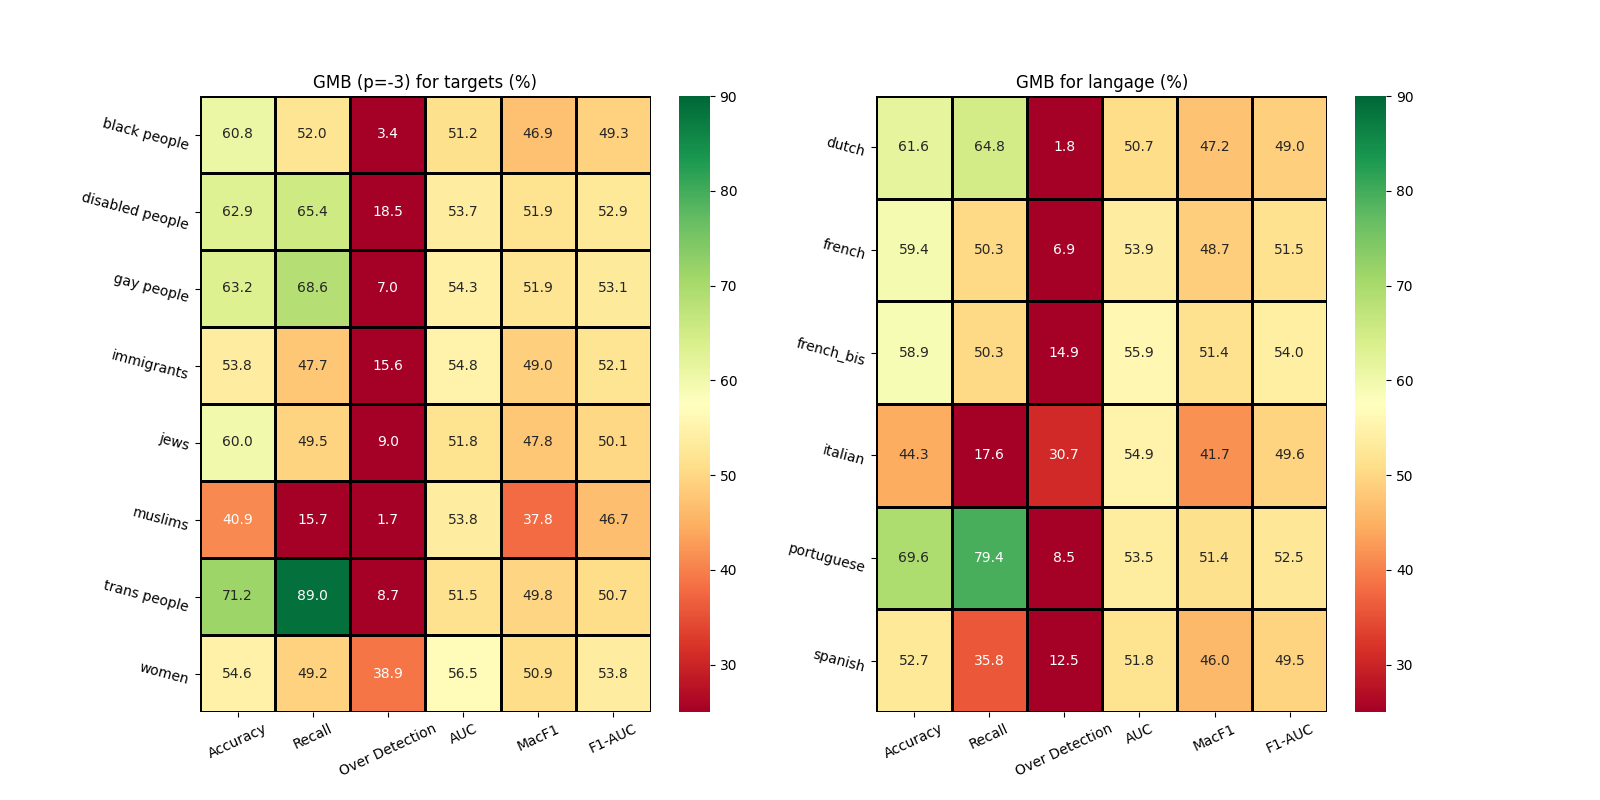 GMB (p=-3) for targets (%)
black people 60.8 52.0 3.4 51.2 46.9 49.3
disabled people 62.9 65.4 18.5 53.7 51.9 52.9
gay people 63.2 68.6 7.0 54.3 51.9 53.1
immigrants 53.8 47.7 15.6 54.8 49.0 52.1
jews 60.0 49.5 9.0 51.8 47.8 50.1
muslims 40.9 15.7 1.7 53.8 37.8 46.7
trans people 71.2 89.0 8.7 51.5 49.8 50.7
women 54.6 49.2 38.9 56.5 50.9 53.8
Accuracy Recall Over Detection AUC MacF1 F1-AUC
90
80
70
60
50
40
30
GMB for langage (%)
dutch 61.6 64.8 1.8 50.7 47.2 49.0
french 59.4 50.3 6.9 53.9 48.7 51.5
french_bis 58.9 50.3 14.9 55.9 51.4 54.0
italian 44.3 17.6 30.7 54.9 41.7 49.6
portuguese 69.6 79.4 8.5 53.5 51.4 52.5
spanish 52.7 35.8 12.5 51.8 46.0 49.5
Accuracy Recall Over Detection AUC MacF1 F1-AUC
90
80
70
60
50
40
30